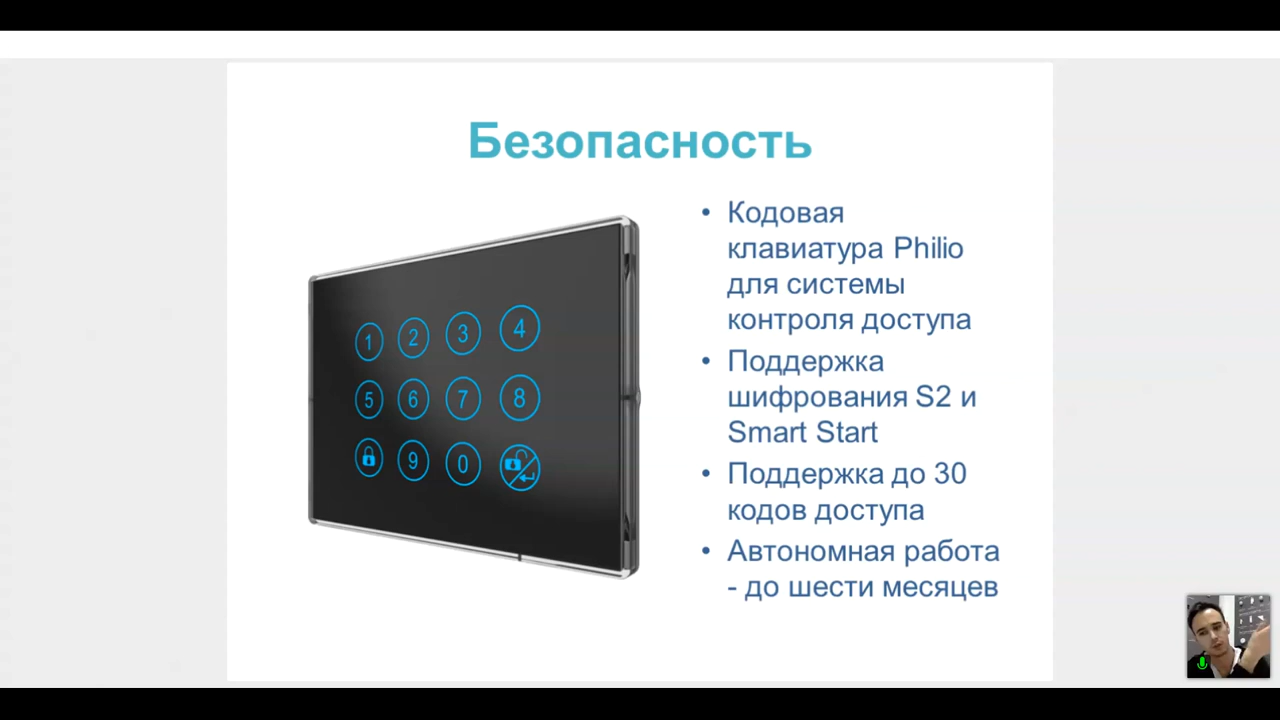 Безопасность
• Кодовая
клавиатура Philio
для системы
контроля доступа
• Поддержка
шифрования S2 и
Smart Start
• Поддержка до 30
кодов доступа
• Автономная работа
- до шести месяцев
1 2 3 4
5 6 7 8
9 0